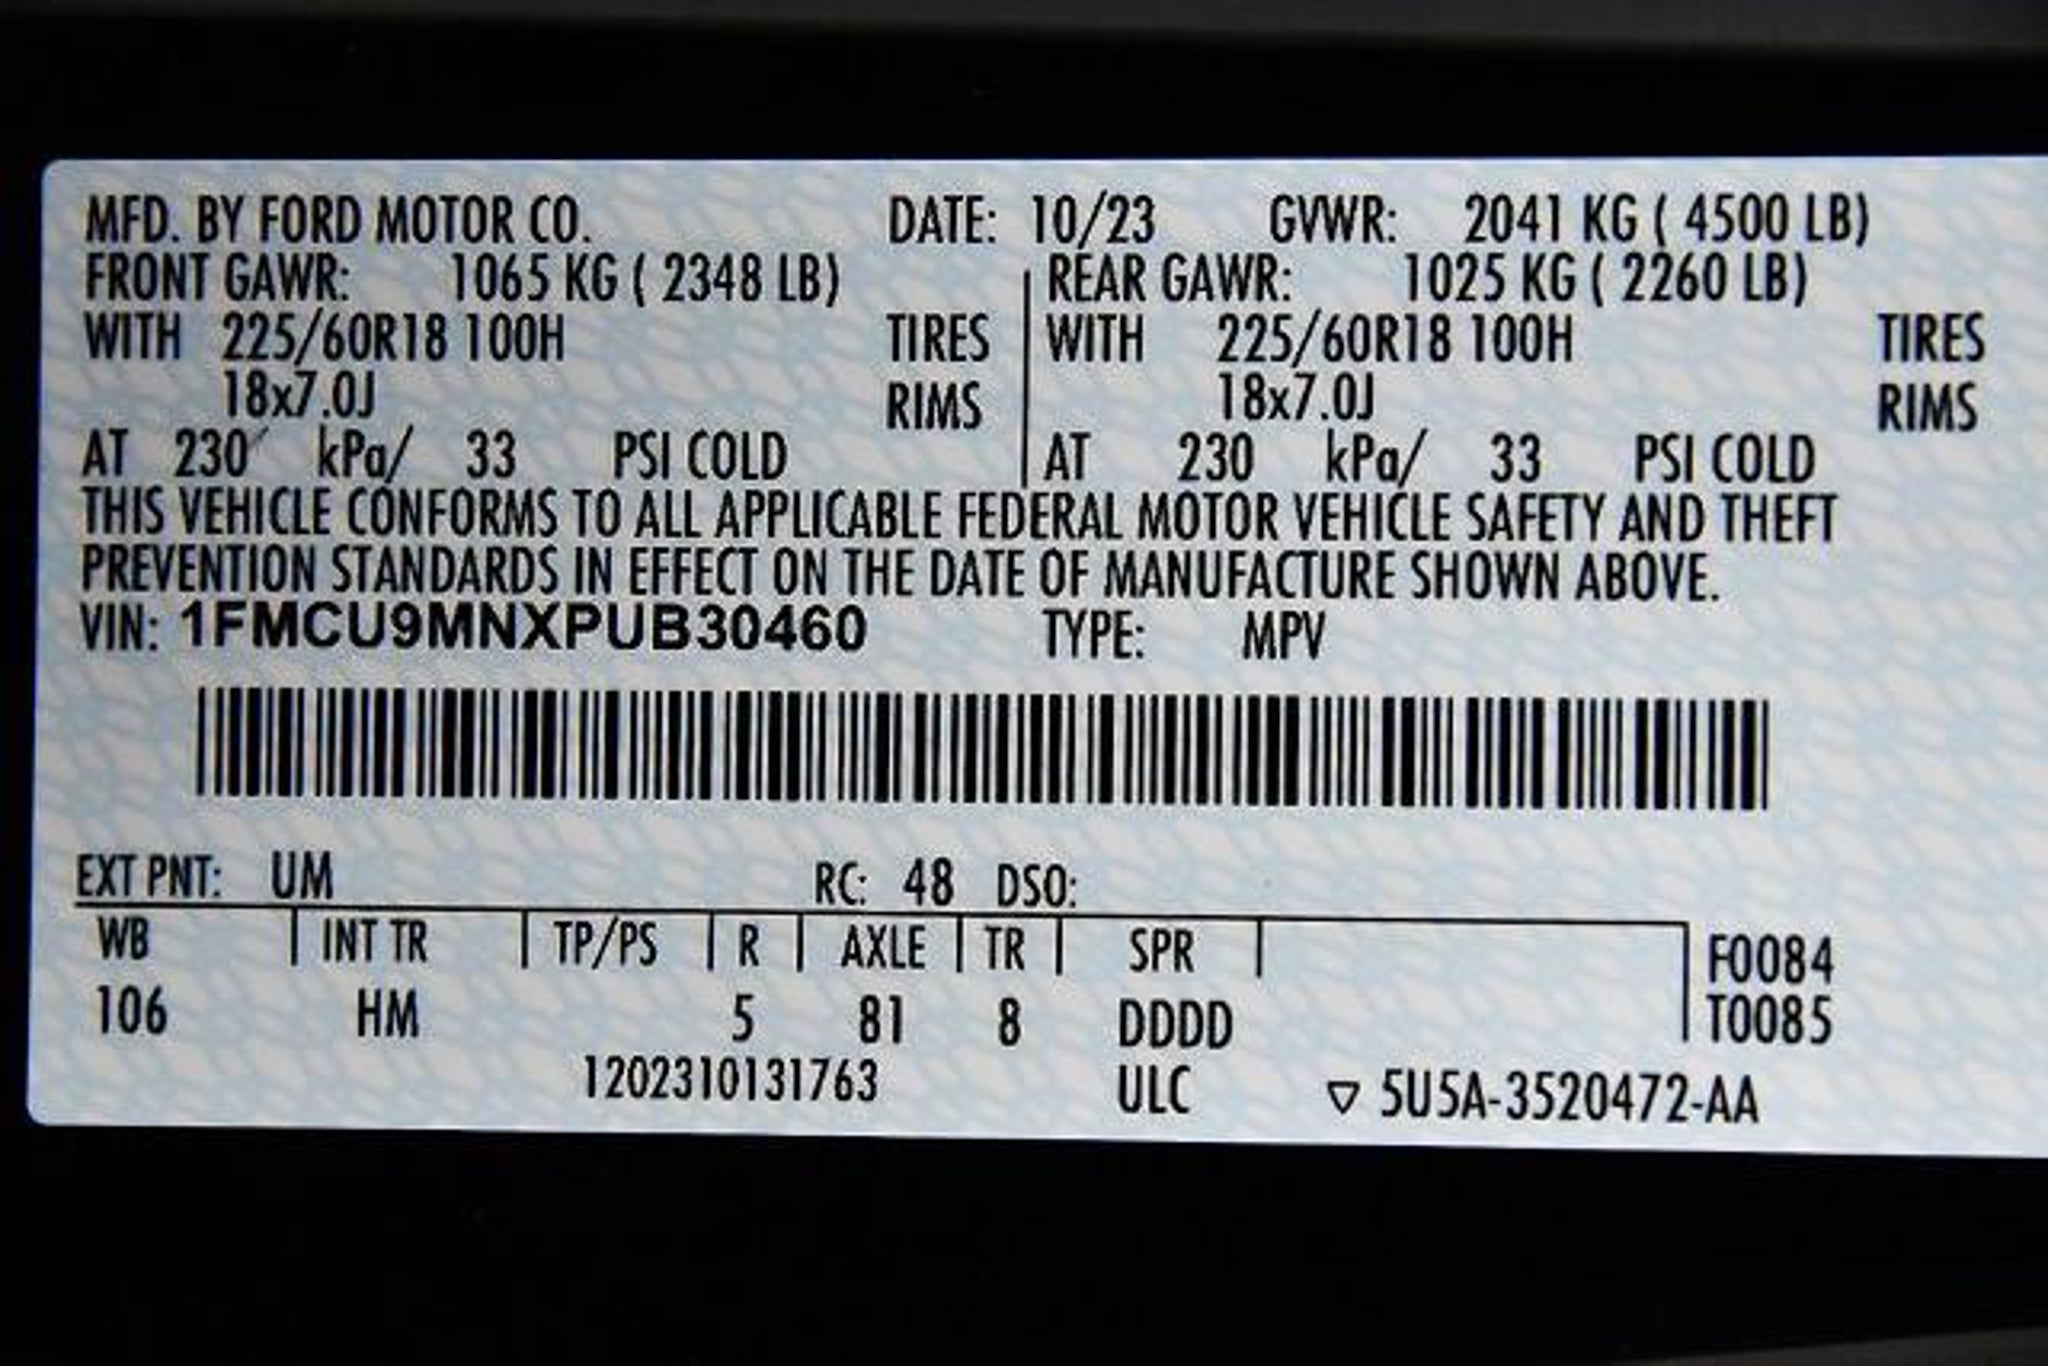 MFD. BY FORD MOTOR CO. DATE: 10/23 GVWR: 2041 KG ( 4500 LB)
FRONT GAWR: 1065 KG ( 2348 LB) REAR GAWR: 1025 KG ( 2260 LB)
WITH 225/60R18 100H TIRES WITH 225/60R18 100H TIRES
18x7.0J RIMS 18x7.0J RIMS
AT 230 kPa/ 33 PSI COLD AT 230 kPa/ 33 PSI COLD
THIS VEHICLE CONFORMS TO ALL APPLICABLE FEDERAL MOTOR VEHICLE SAFETY AND THEFT
PREVENTION STANDARDS IN EFFECT ON THE DATE OF MANUFACTURE SHOWN ABOVE.
VIN: 1FMCU9MNXPUB30460 TYPE: MPV
EXT PNT: UM RC: 48 DSO:
WB INT TR TP/PS R AXLE TR SPR F0084
106 HM 5 81 8 DDDD T0085
1202310131763 ULC ▽ 5U5A-3520472-AA